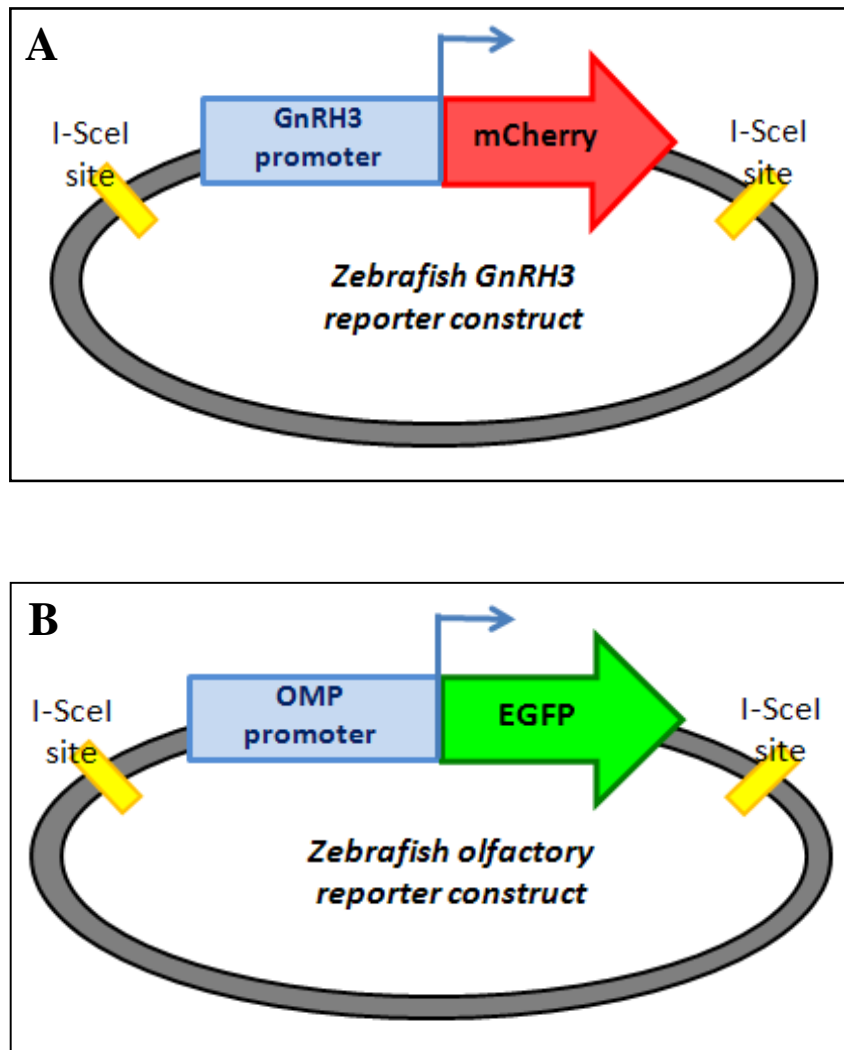 A
GnRH3
promoter
mCherry
I-SceI
site
I-SceI
site
Zebrafish GnRH3
reporter construct
B
OMP
promoter
EGFP
I-SceI
site
I-SceI
site
Zebrafish olfactory
reporter construct